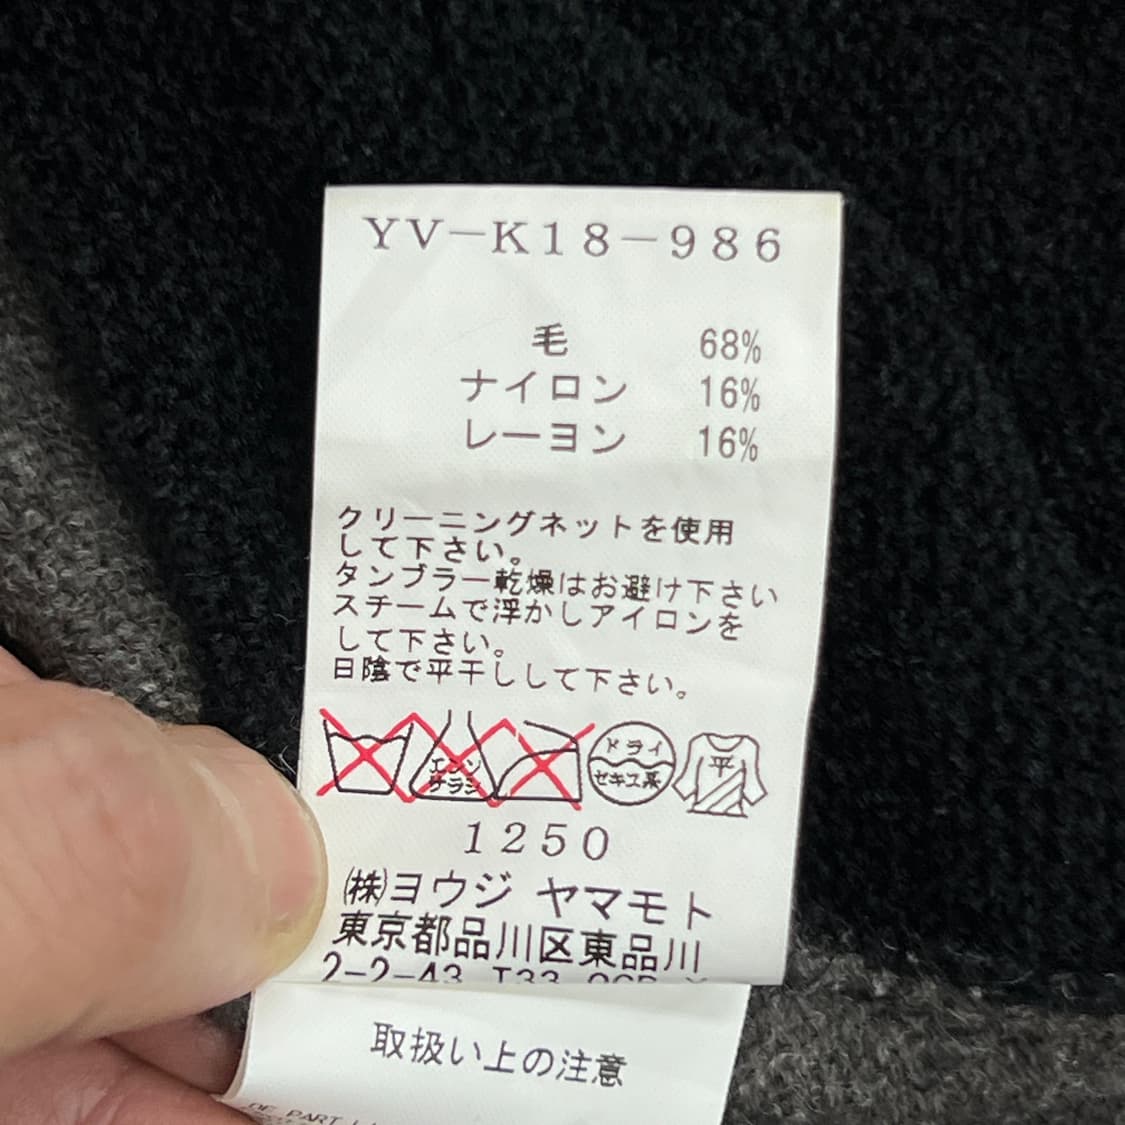 YV-K18-986
毛 68%
ナイロン 16%
レーヨン 16%
クリーニングネットを使用
して下さい。
タンブラー乾燥はお避け下さい
スチームで浮かしアイロンを
して下さい。
日陰で平干しして下さい。
エンソ
サラシ
ドライ
セキユ系
平
1250
㈱ヨウジ ヤマモト
東京都品川区東品川
2-2-43
取扱い上の注意